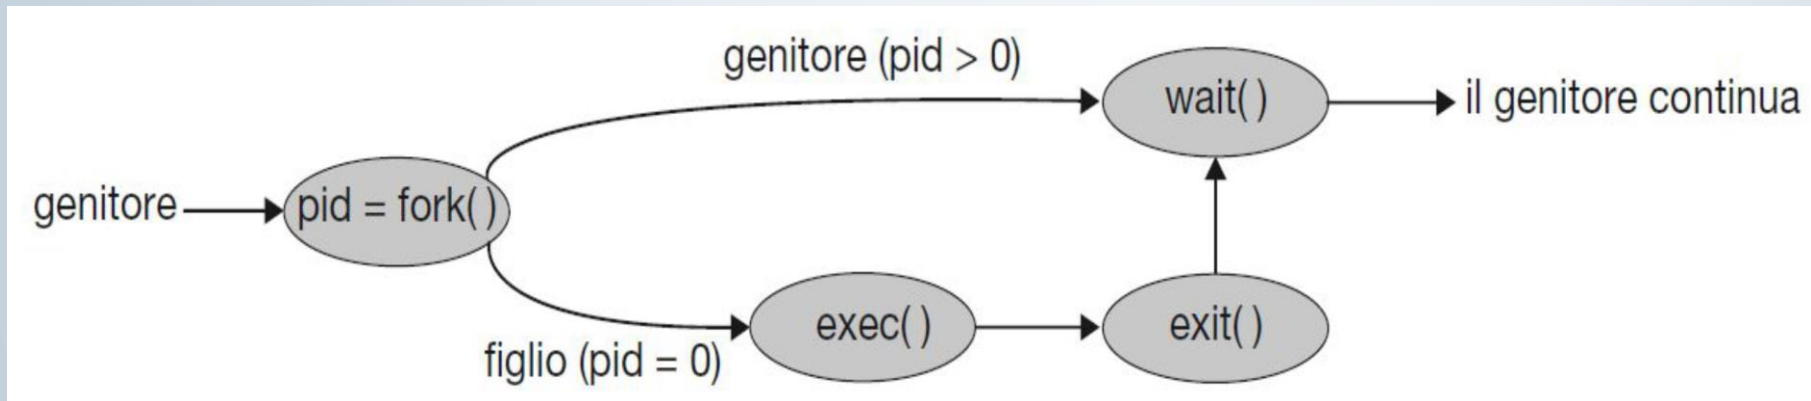 genitore (pid > 0)
wait( )
il genitore continua
genitore
pid = fork( )
exec( )
exit( )
figlio (pid = 0)